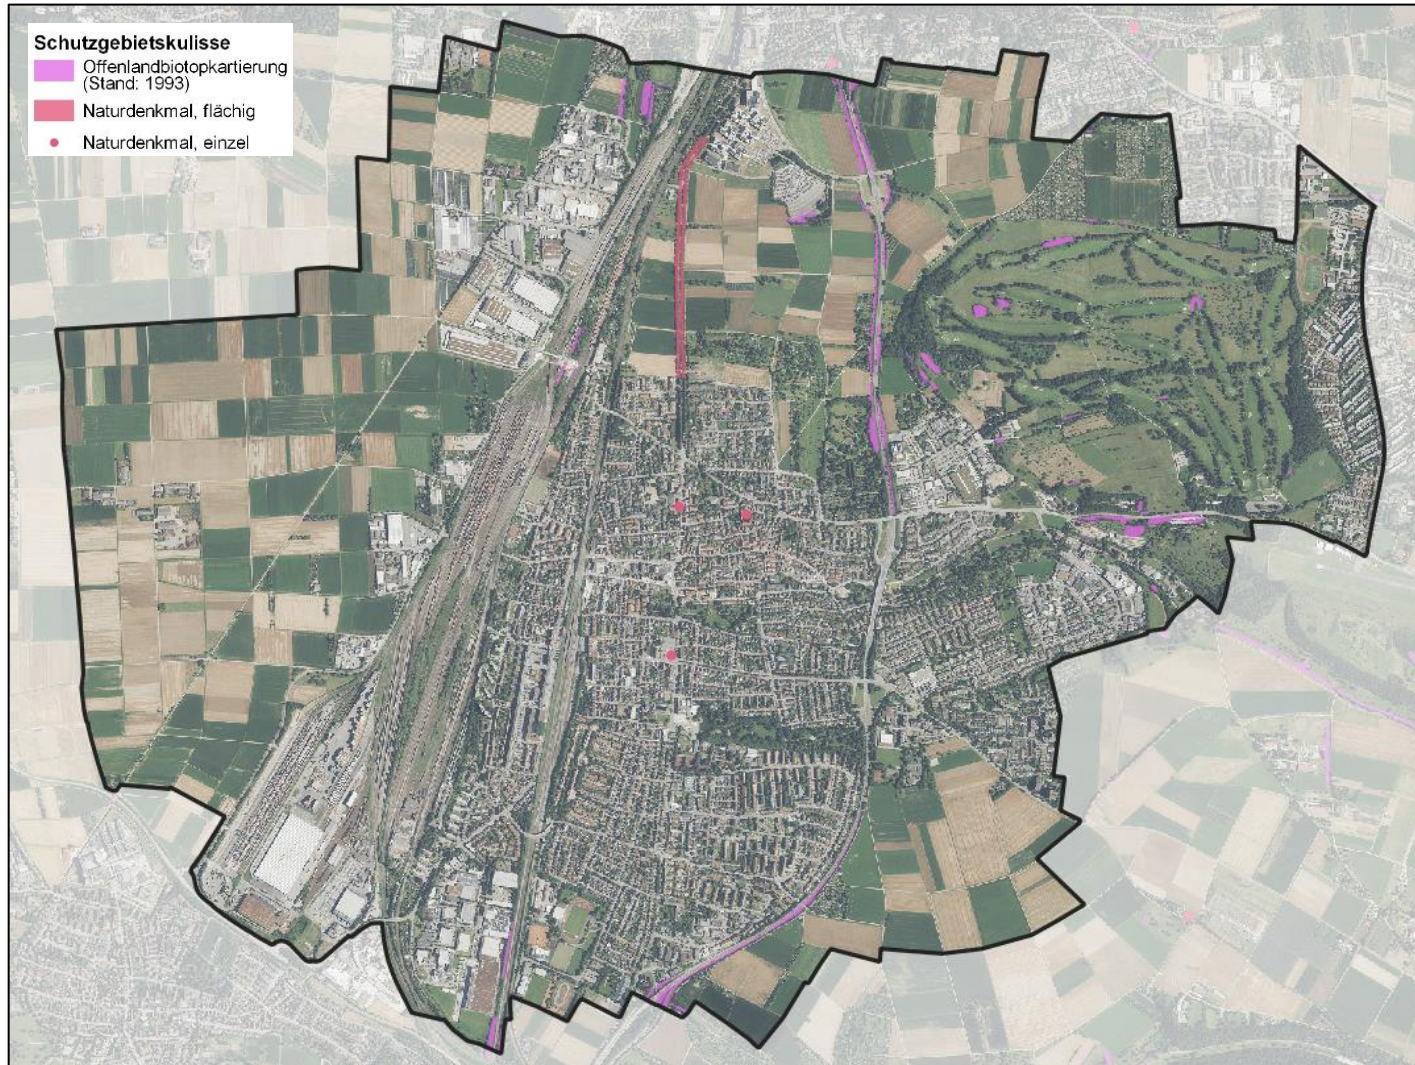 Schutzgebietskulisse
Offenlandbiotopkartierung
(Stand: 1993)
Naturdenkmal, flächig
Naturdenkmal, einzel